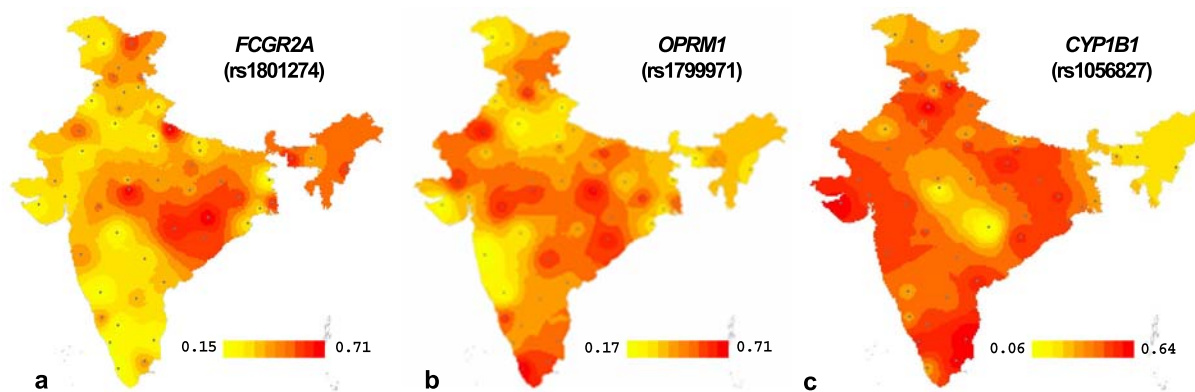 FCGR2A
(rs1801274)
0.15
0.71
a
OPRM1
(rs1799971)
0.17
0.71
b
CYP1B1
(rs1056827)
0.06
0.64
c